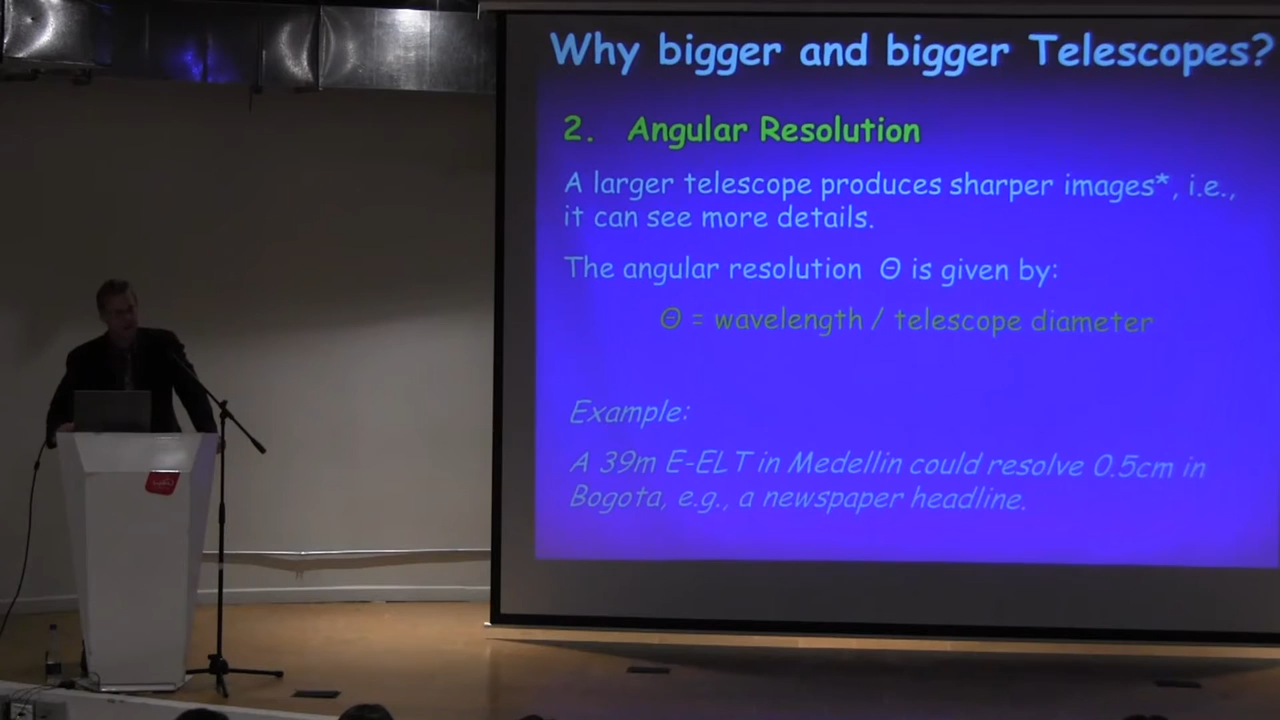 Why bigger and bigger Telescopes?
2. Angular Resolution
A larger telescope produces sharper images*, i.e.,
it can see more details.
The angular resolution Θ is given by:
Θ = wavelength / telescope diameter
Example:
A 39m E-ELT in Medellin could resolve 0.5cm in
Bogota, e.g., a newspaper headline.